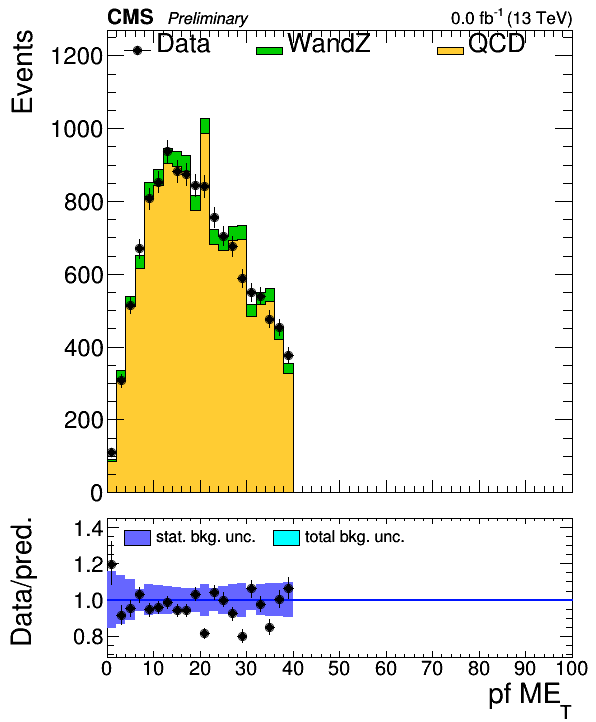 CMS Preliminary 0.0 fb⁻¹ (13 TeV)
Events
Data WandZ QCD
1200
1000
800
600
400
200
0
Data/pred.
stat. bkg. unc. total bkg. unc.
1.4
1.2
1.0
0.8
0 10 20 30 40 50 60 70 80 90 100
pf ME_T